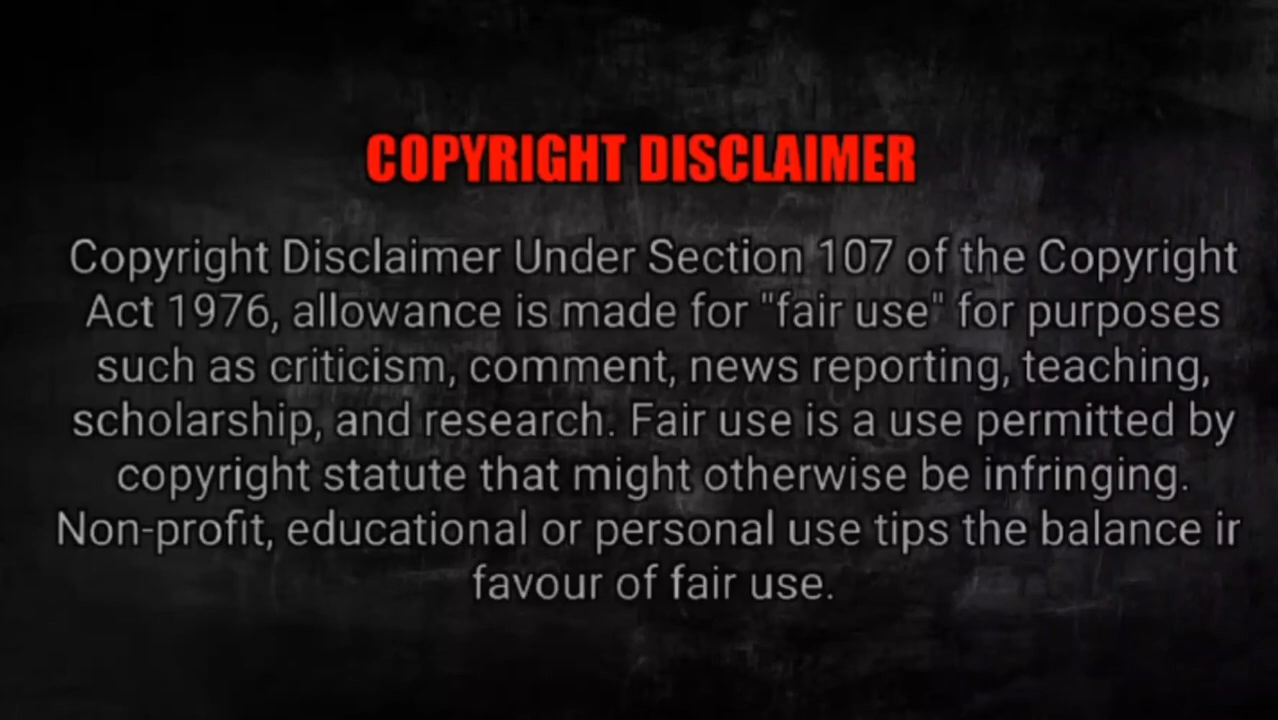 COPYRIGHT DISCLAIMER
Copyright Disclaimer Under Section 107 of the Copyright
Act 1976, allowance is made for "fair use" for purposes
such as criticism, comment, news reporting, teaching,
scholarship, and research. Fair use is a use permitted by
copyright statute that might otherwise be infringing.
Non-profit, educational or personal use tips the balance ir
favour of fair use.